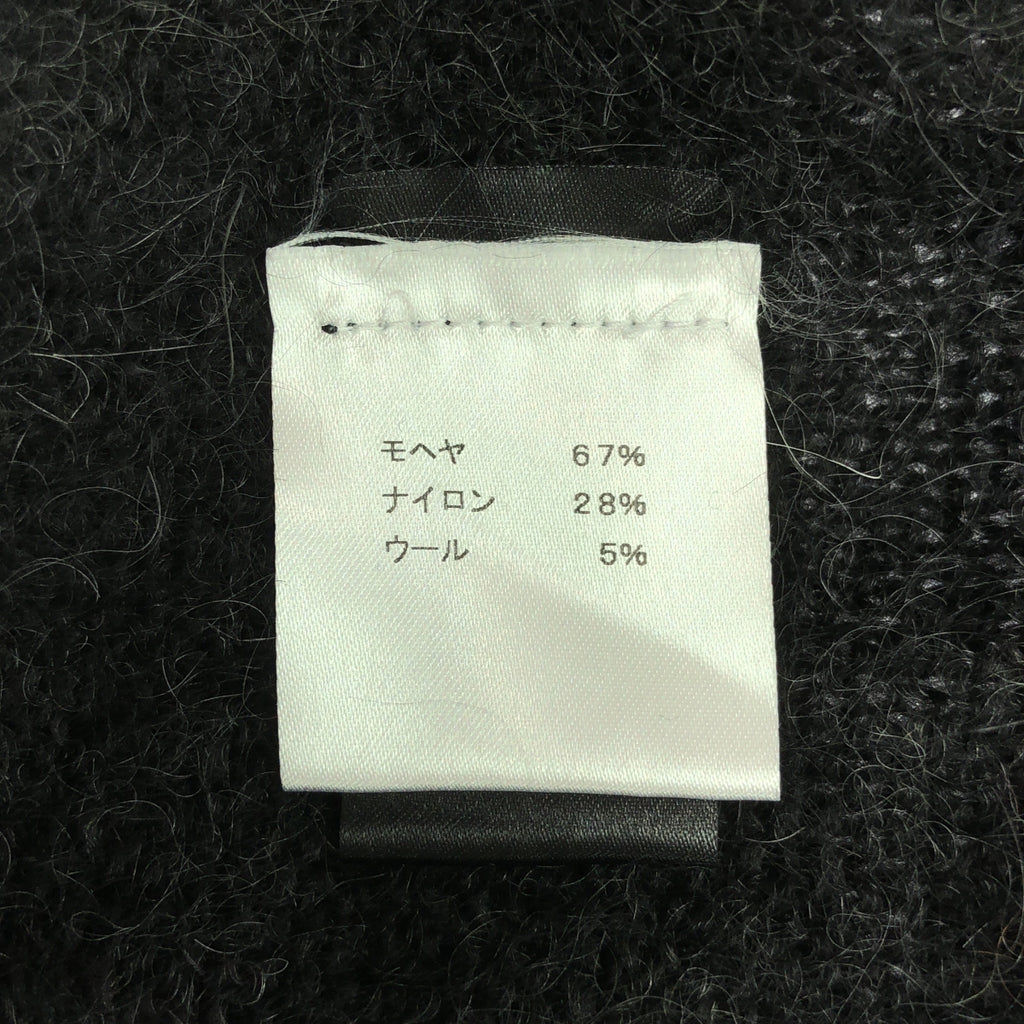 モヘヤ 67%
ナイロン 28%
ウール 5%